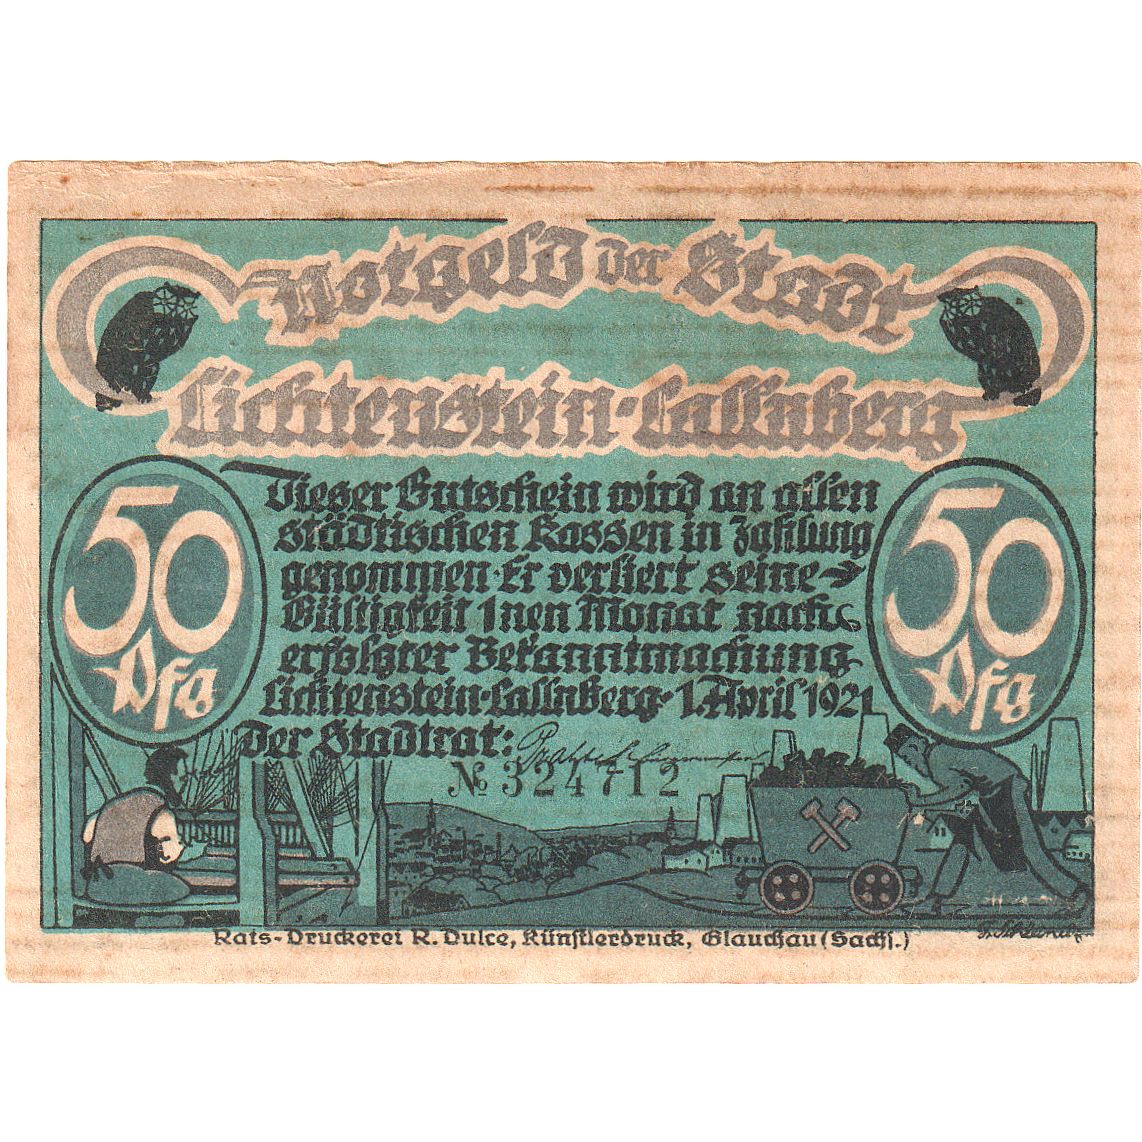 Notgeld der Stadt
Lichtenstein-Callnberg
50
Pfg
Dieser Gutschein wird an allen
städtischen Kassen in Zahlung
genommen · Er verliert seine
Gültigkeit 1nen Monat nach
erfolgter Bekanntmachung
Lichtenstein-Callnberg · 1. April 1921
Der Stadtrat:
№ 324712
50
Pfg
Rats-Druckerei R. Dulce, Künstlerdruck, Glauchau (Sachs.)